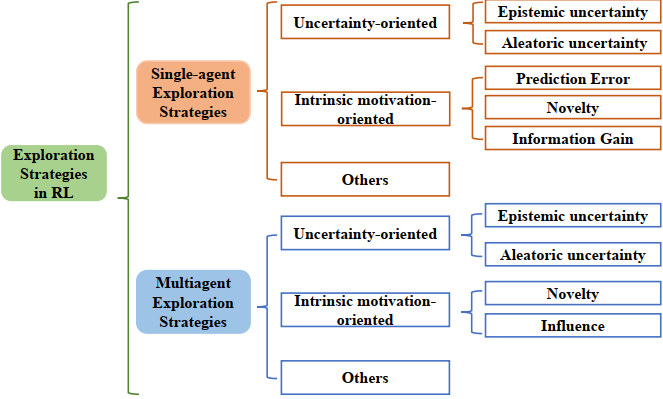 Exploration
Strategies
in RL
Single-agent
Exploration
Strategies
Uncertainty-oriented
Epistemic uncertainty
Aleatoric uncertainty
Intrinsic motivation-
oriented
Prediction Error
Novelty
Information Gain
Others
Multiagent
Exploration
Strategies
Uncertainty-oriented
Epistemic uncertainty
Aleatoric uncertainty
Intrinsic motivation-
oriented
Novelty
Influence
Others